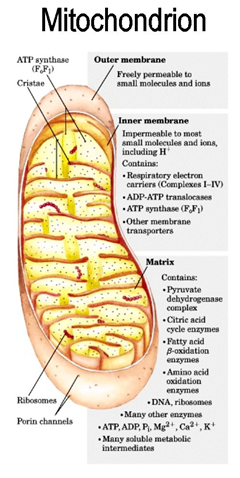 Mitochondrion
ATP synthase
(FₒF₁)
Cristae
Outer membrane
Freely permeable to
small molecules and ions
Inner membrane
Impermeable to most
small molecules and ions,
including H⁺
Contains:
• Respiratory electron
carriers (Complexes I–IV)
• ADP-ATP translocases
• ATP synthase (FₒF₁)
• Other membrane
transporters
Matrix
Contains:
• Pyruvate
dehydrogenase
complex
• Citric acid
cycle enzymes
• Fatty acid
β-oxidation
enzymes
• Amino acid
oxidation
enzymes
• DNA, ribosomes
• Many other enzymes
• ATP, ADP, Pᵢ, Mg²⁺, Ca²⁺, K⁺
• Many soluble metabolic
intermediates
Ribosomes
Porin channels